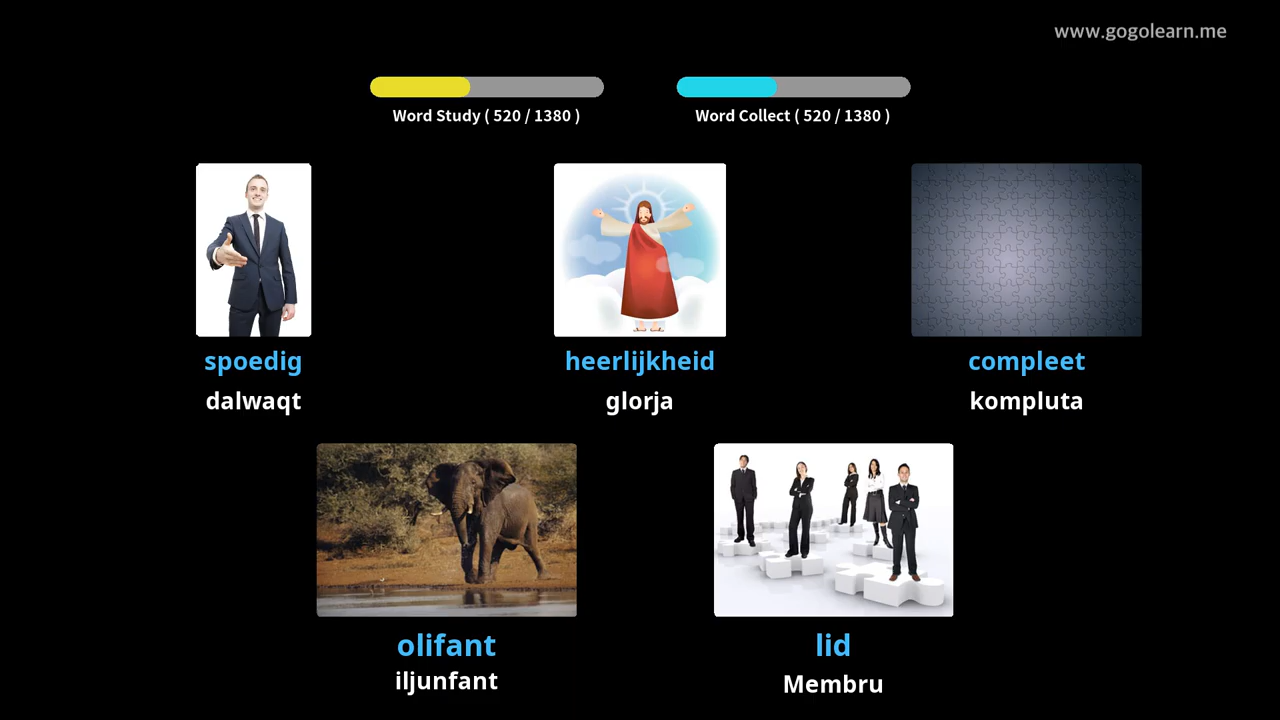 www.gogolearn.me
Word Study ( 520 / 1380 )
Word Collect ( 520 / 1380 )
spoedig
dalwaqt
heerlijkheid
glorja
compleet
kompluta
olifant
iljunfant
lid
Membru